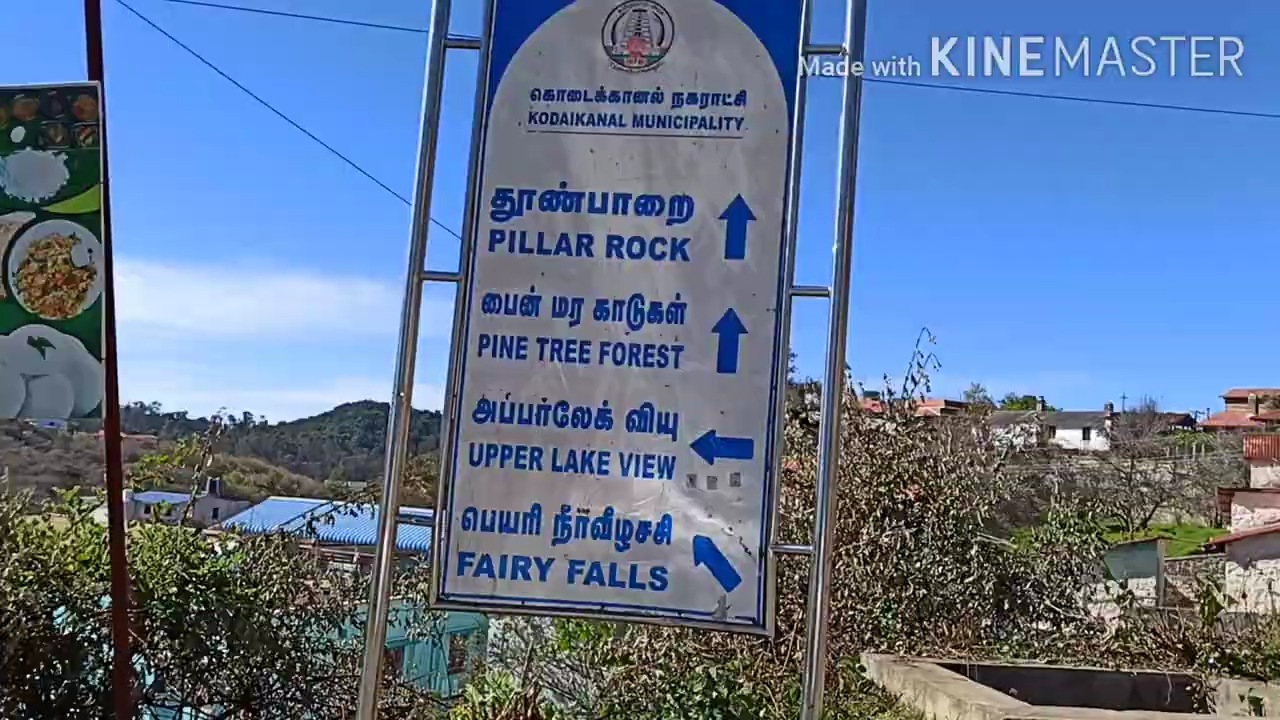 Made with KINEMASTER
கொடைக்கானல் நகராட்சி
KODAIKANAL MUNICIPALITY
தூண்பாறை
PILLAR ROCK
பைன் மர காடுகள்
PINE TREE FOREST
அப்பர்லேக் வியு
UPPER LAKE VIEW
பெயரி நீர்வீழ்சசி
FAIRY FALLS